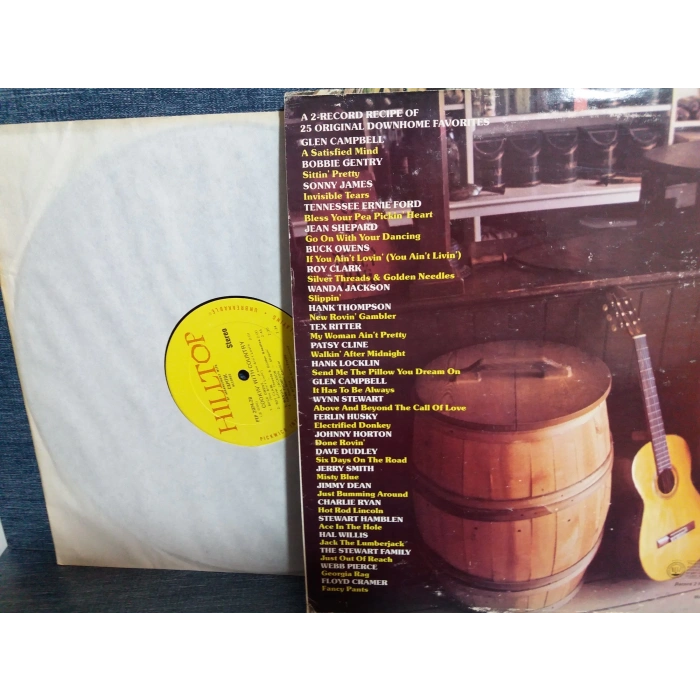 HILLTOP
Stereo
A 2-RECORD RECIPE OF
25 ORIGINAL DOWNHOME FAVORITES
GLEN CAMPBELL
A Satisfied Mind
BOBBIE GENTRY
Sittin' Pretty
SONNY JAMES
Invisible Tears
TENNESSEE ERNIE FORD
Bless Your Pea Pickin' Heart
JEAN SHEPARD
Go On With Your Dancing
BUCK OWENS
If You Ain't Lovin' (You Ain't Livin')
ROY CLARK
Silver Threads & Golden Needles
WANDA JACKSON
Slippin'
HANK THOMPSON
New Rovin' Gambler
TEX RITTER
My Woman Ain't Pretty
PATSY CLINE
Walkin' After Midnight
HANK LOCKLIN
Send Me The Pillow You Dream On
GLEN CAMPBELL
It Has To Be Always
WYNN STEWART
Above And Beyond The Call Of Love
FERLIN HUSKY
Electrified Donkey
JOHNNY HORTON
Done Rovin'
DAVE DUDLEY
Six Days On The Road
JERRY SMITH
Misty Blue
JIMMY DEAN
Just Bumming Around
CHARLIE RYAN
Hot Rod Lincoln
STEWART HAMBLEN
Ace In The Hole
HAL WILLIS
Jack The Lumberjack
THE STEWART FAMILY
Just Out Of Reach
WEBB PIERCE
Georgia Rag
FLOYD CRAMER
Fancy Pants